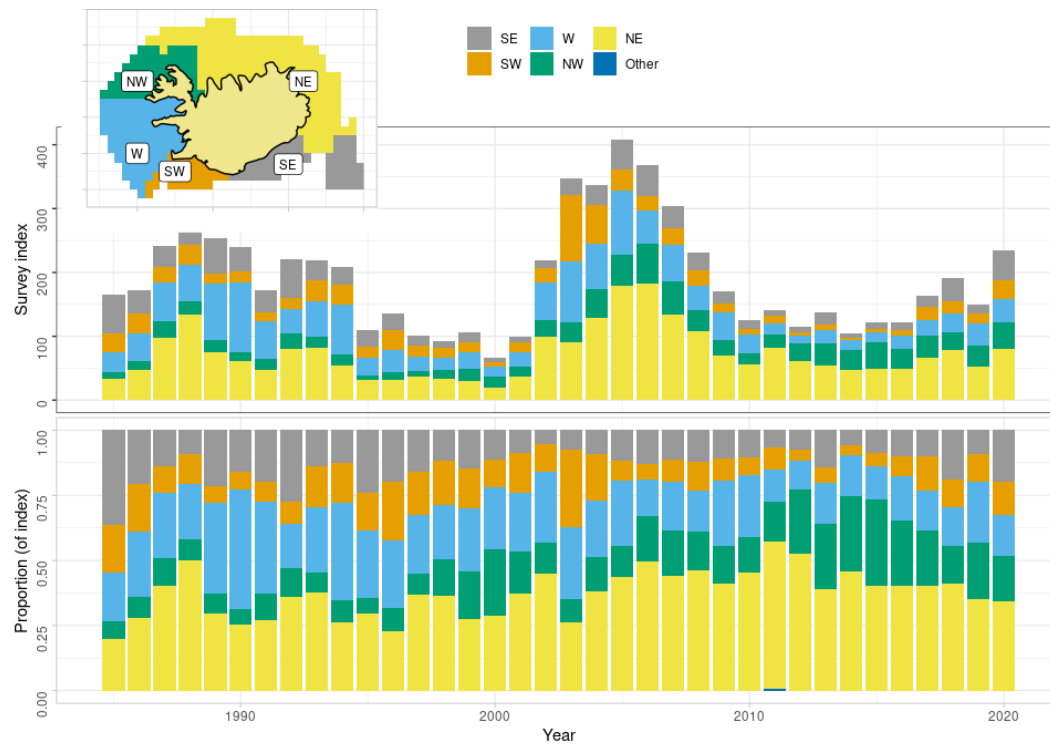 SE W NE
SW NW Other
NW NE
W
SW SE
Survey index
400
300
200
100
0
Proportion (of index)
1.00
0.75
0.50
0.25
0.00
1990 2000 2010 2020
Year